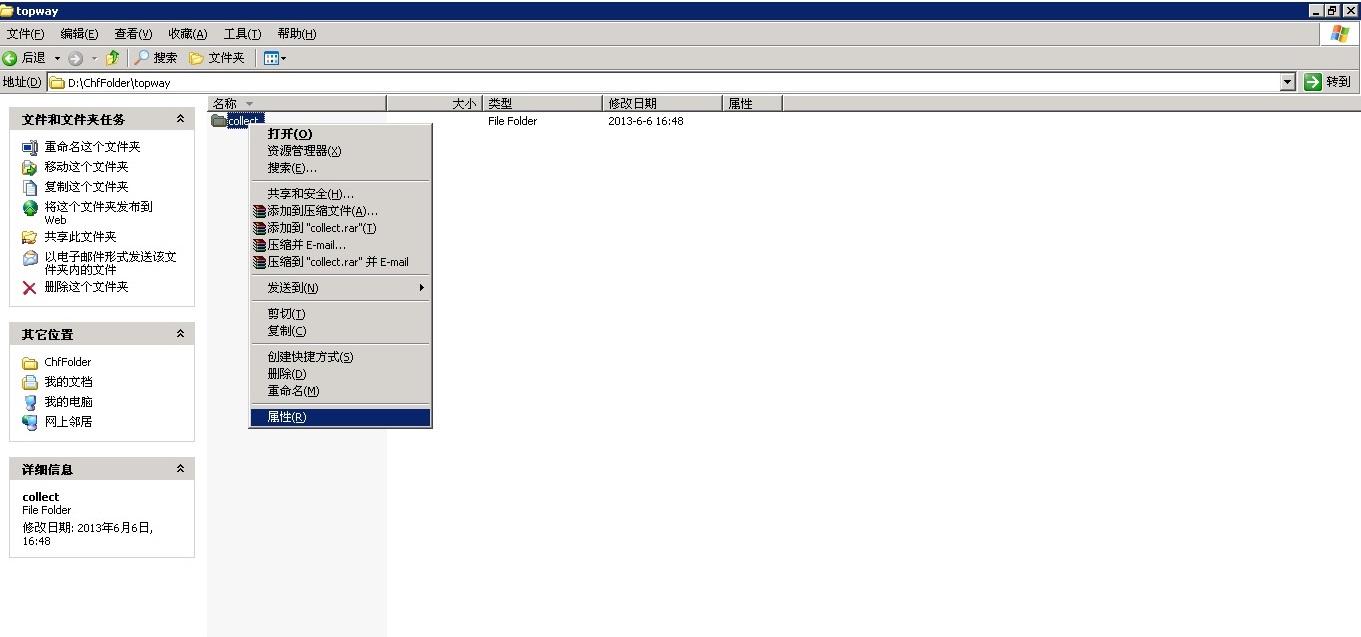 topway
文件(F) 编辑(E) 查看(V) 收藏(A) 工具(T) 帮助(H)
后退 搜索 文件夹
地址(D) D:\ChfFolder\topway 转到
文件和文件夹任务
重命名这个文件夹
移动这个文件夹
复制这个文件夹
将这个文件夹发布到
Web
共享此文件夹
以电子邮件形式发送该文
件夹内的文件
删除这个文件夹
其它位置
ChfFolder
我的文档
我的电脑
网上邻居
详细信息
collect
File Folder
修改日期: 2013年6月6日,
16:48
名称 大小 类型 修改日期 属性
collect File Folder 2013-6-6 16:48
打开(O)
资源管理器(X)
搜索(E)...
共享和安全(H)...
添加到压缩文件(A)...
添加到 "collect.rar"(T)
压缩并 E-mail...
压缩到 "collect.rar" 并 E-mail
发送到(N)
剪切(T)
复制(C)
创建快捷方式(S)
删除(D)
重命名(M)
属性(R)